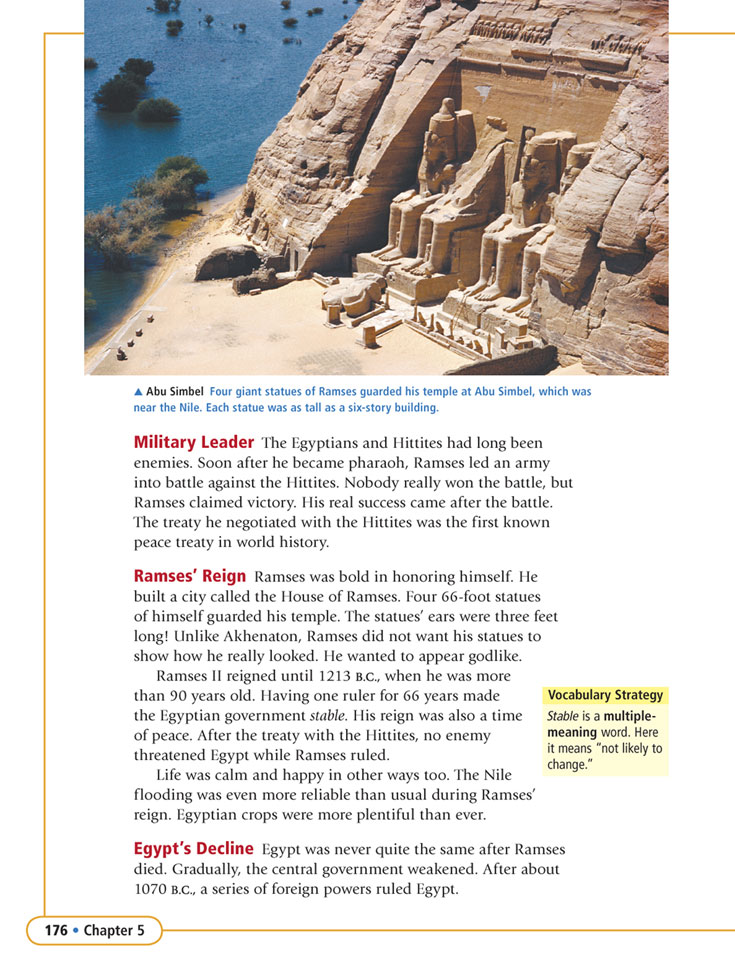 ▲ Abu Simbel Four giant statues of Ramses guarded his temple at Abu Simbel, which was
near the Nile. Each statue was as tall as a six-story building.
Military Leader The Egyptians and Hittites had long been
enemies. Soon after he became pharaoh, Ramses led an army
into battle against the Hittites. Nobody really won the battle, but
Ramses claimed victory. His real success came after the battle.
The treaty he negotiated with the Hittites was the first known
peace treaty in world history.
Ramses’ Reign Ramses was bold in honoring himself. He
built a city called the House of Ramses. Four 66-foot statues
of himself guarded his temple. The statues’ ears were three feet
long! Unlike Akhenaton, Ramses did not want his statues to
show how he really looked. He wanted to appear godlike.
Ramses II reigned until 1213 B.C., when he was more
than 90 years old. Having one ruler for 66 years made
the Egyptian government stable. His reign was also a time
of peace. After the treaty with the Hittites, no enemy
threatened Egypt while Ramses ruled.
Life was calm and happy in other ways too. The Nile
flooding was even more reliable than usual during Ramses’
reign. Egyptian crops were more plentiful than ever.
Vocabulary Strategy
Stable is a multiple-
meaning word. Here
it means “not likely to
change.”
Egypt’s Decline Egypt was never quite the same after Ramses
died. Gradually, the central government weakened. After about
1070 B.C., a series of foreign powers ruled Egypt.
176 • Chapter 5